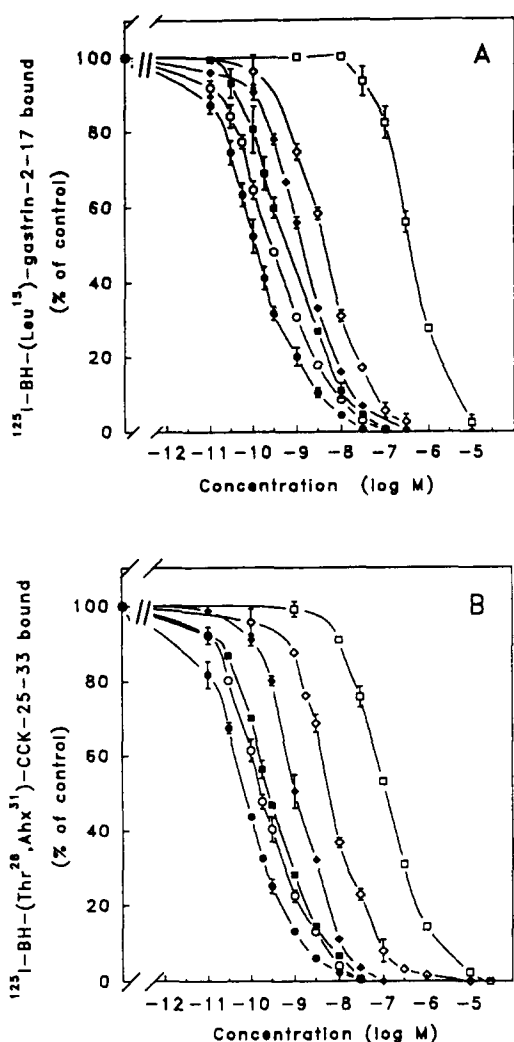 A
100
80
60
40
20
0
¹²⁵I-BH-(Leu¹⁵)-gastrin-2-17 bound
(% of control)
-12 -11 -10 -9 -8 -7 -6 -5
Concentration (log M)
B
100
80
60
40
20
0
¹²⁵I-BH-(Thr²⁸,Ahx³¹)-CCK-25-33 bound
(% of control)
-12 -11 -10 -9 -8 -7 -6 -5
Concentration (log M)